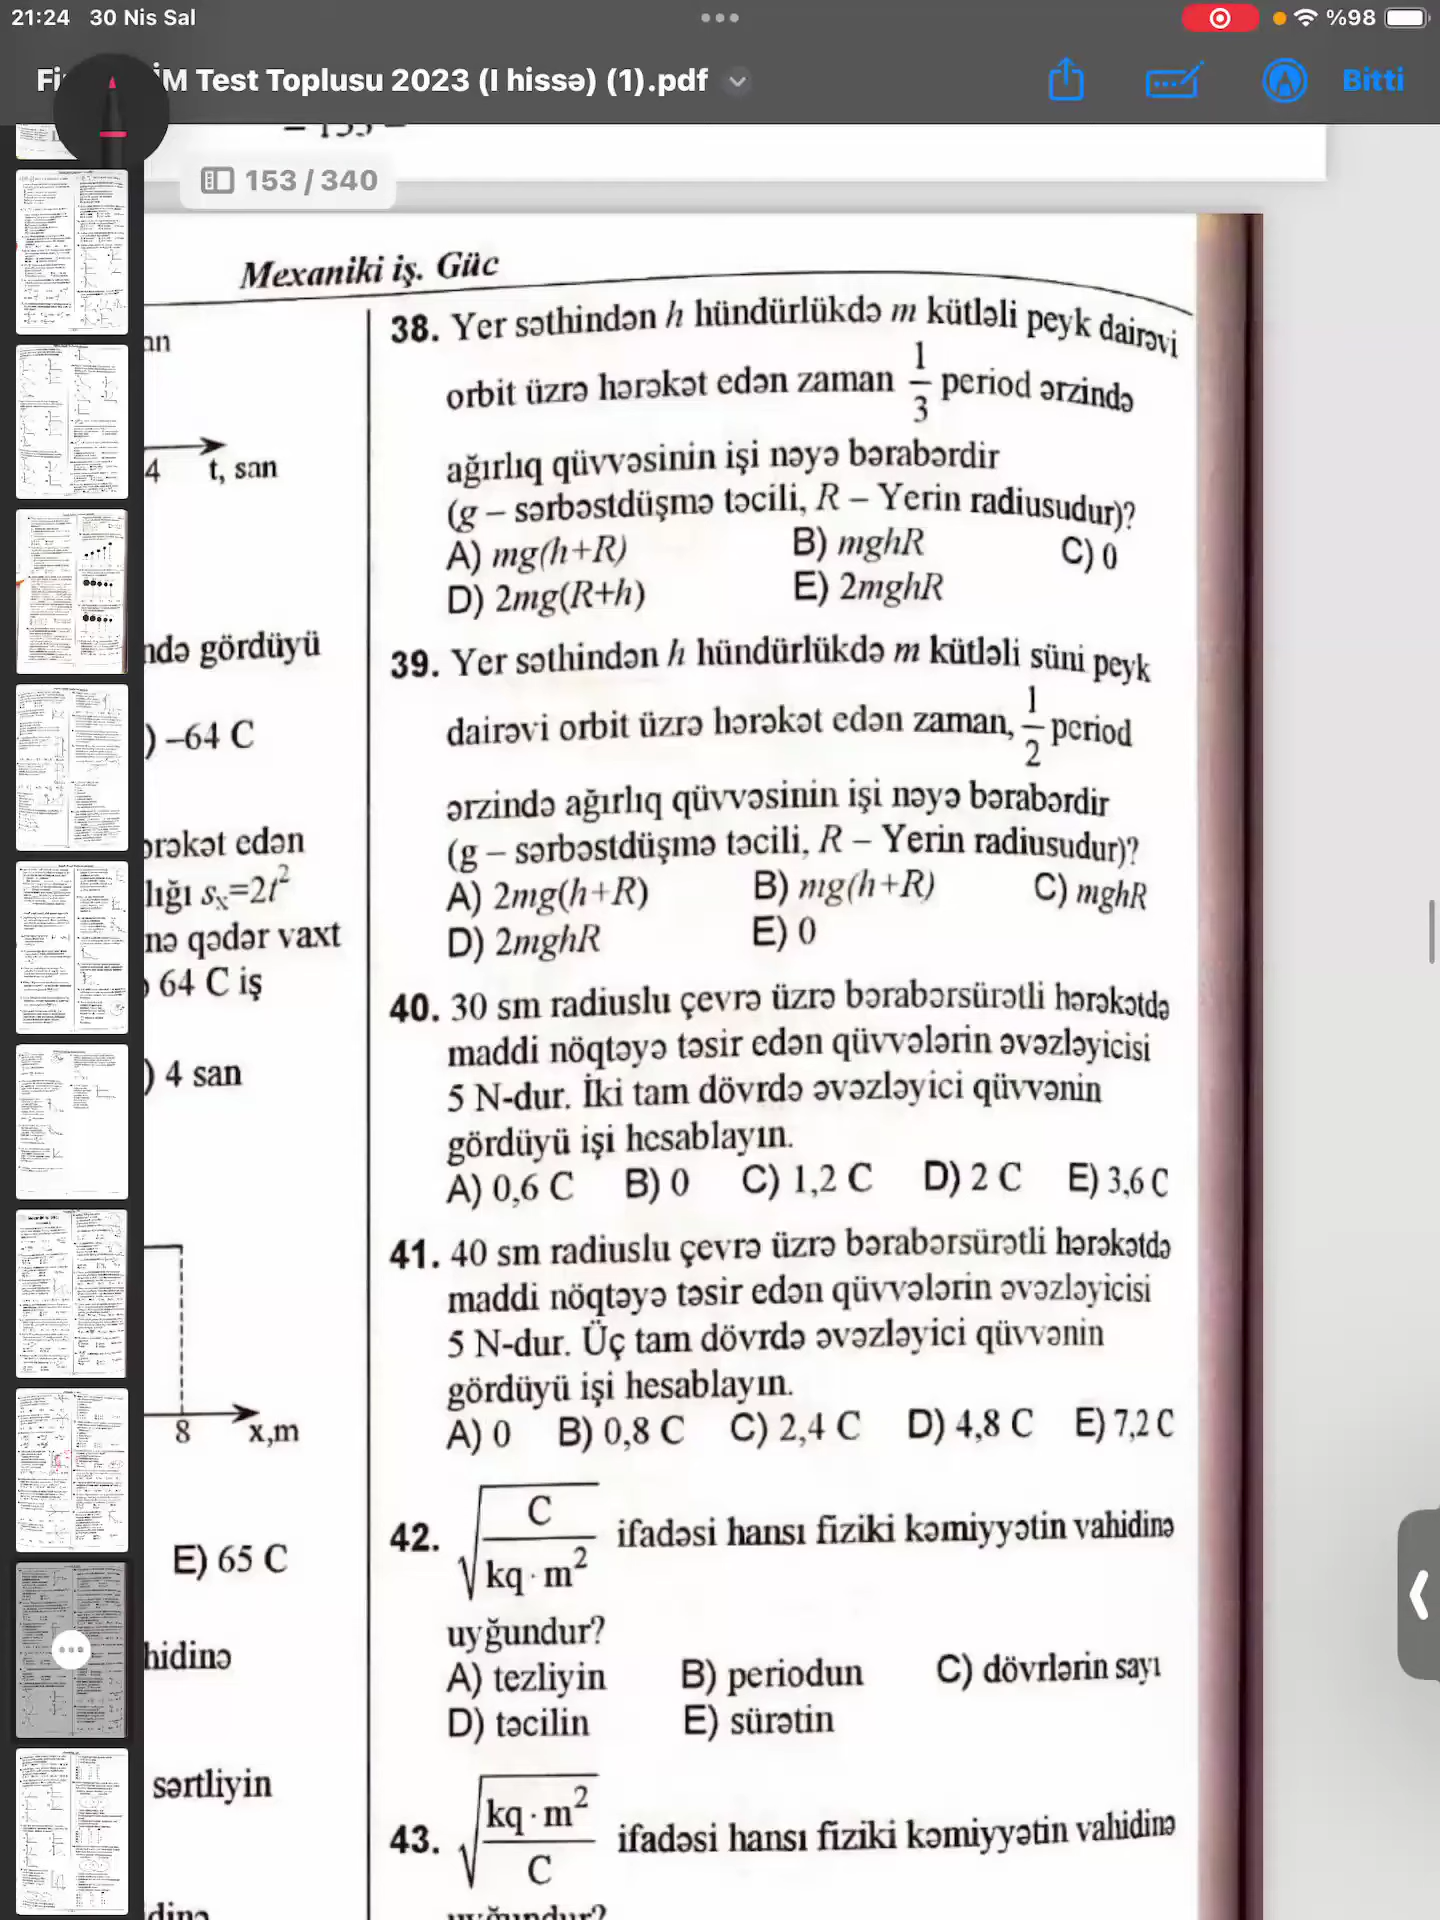 21:24 30 Nis Sal
%98
M Test Toplusu 2023 (I hissə) (1).pdf
Bitti
153 / 340
Mexaniki iş. Güc
4 t, san
ndə gördüyü
) –64 C
ərəkət edən
lığı sₓ=2t²
nə qədər vaxt
64 C iş
) 4 san
8 x,m
E) 65 C
hidinə
sərtliyin
38. Yer səthindən h hündürlükdə m kütləli peyk dairəvi
orbit üzrə hərəkət edən zaman 1/3 period ərzində
ağırlıq qüvvəsinin işi nəyə bərabərdir
(g – sərbəstdüşmə təcili, R – Yerin radiusudur)?
A) mg(h+R) B) mghR C) 0
D) 2mg(R+h) E) 2mghR
39. Yer səthindən h hündürlükdə m kütləli süni peyk
dairəvi orbit üzrə hərəkət edən zaman, 1/2 period
ərzində ağırlıq qüvvəsinin işi nəyə bərabərdir
(g – sərbəstdüşmə təcili, R – Yerin radiusudur)?
A) 2mg(h+R) B) mg(h+R) C) mghR
D) 2mghR E) 0
40. 30 sm radiuslu çevrə üzrə bərabərsürətli hərəkətdə
maddi nöqtəyə təsir edən qüvvələrin əvəzləyicisi
5 N-dur. İki tam dövrdə əvəzləyici qüvvənin
gördüyü işi hesablayın.
A) 0,6 C B) 0 C) 1,2 C D) 2 C E) 3,6 C
41. 40 sm radiuslu çevrə üzrə bərabərsürətli hərəkətdə
maddi nöqtəyə təsir edən qüvvələrin əvəzləyicisi
5 N-dur. Üç tam dövrdə əvəzləyici qüvvənin
gördüyü işi hesablayın.
A) 0 B) 0,8 C C) 2,4 C D) 4,8 C E) 7,2 C
42. √(C/(kq·m²)) ifadəsi hansı fiziki kəmiyyətin vahidinə
uyğundur?
A) tezliyin B) periodun C) dövrlərin sayı
D) təcilin E) sürətin
43. √((kq·m²)/C) ifadəsi hansı fiziki kəmiyyətin vahidinə
uyğundur?